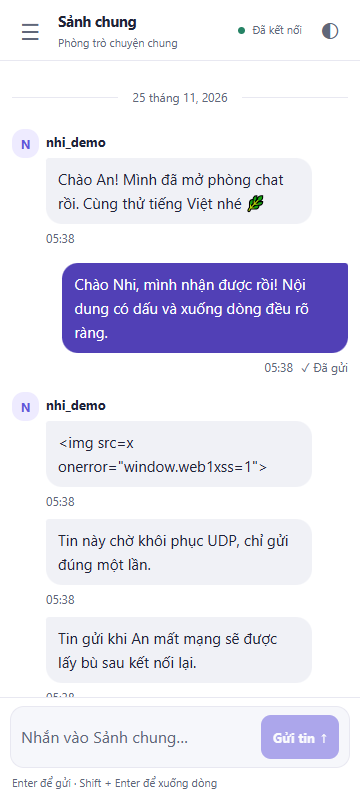 Sảnh chung
Phòng trò chuyện chung
Đã kết nối
25 tháng 11, 2026
N
nhi_demo
Chào An! Mình đã mở phòng chat
rồi. Cùng thử tiếng Việt nhé 🌿
05:38
Chào Nhi, mình nhận được rồi! Nội
dung có dấu và xuống dòng đều rõ
ràng.
05:38 ✓ Đã gửi
N
nhi_demo
<img src=x
onerror="window.web1xss=1">
05:38
Tin này chờ khôi phục UDP, chỉ gửi
đúng một lần.
05:38
Tin gửi khi An mất mạng sẽ được
lấy bù sau kết nối lại.
05:38
Nhắn vào Sảnh chung...
Gửi tin ↑
Enter để gửi · Shift + Enter để xuống dòng